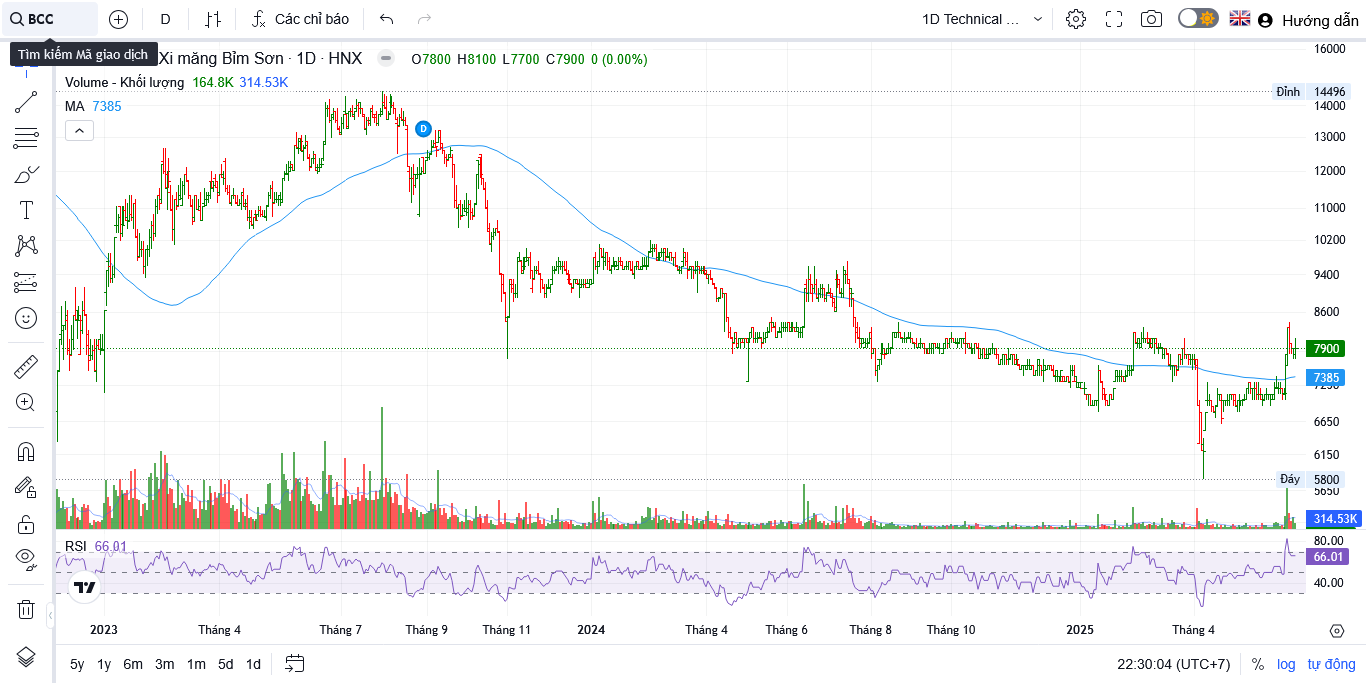 BCC
D
Các chỉ báo
1D Technical ...
Hướng dẫn
Tìm kiếm Mã giao dịch
Xi măng Bỉm Sơn · 1D · HNX
O7800 H8100 L7700 C7900 0 (0.00%)
Volume - Khối lượng 164.8K 314.53K
MA 7385
D
16000
Đỉnh 14496
14000
13000
12000
11000
10200
9400
8600
7900
7385
7250
6650
6150
Đáy 5800
5650
314.53K
RSI 66.01
80.00
66.01
40.00
2023 Tháng 4 Tháng 7 Tháng 9 Tháng 11 2024 Tháng 4 Tháng 6 Tháng 8 Tháng 10 2025 Tháng 4
5y 1y 6m 3m 1m 5d 1d
22:30:04 (UTC+7) % log tự động